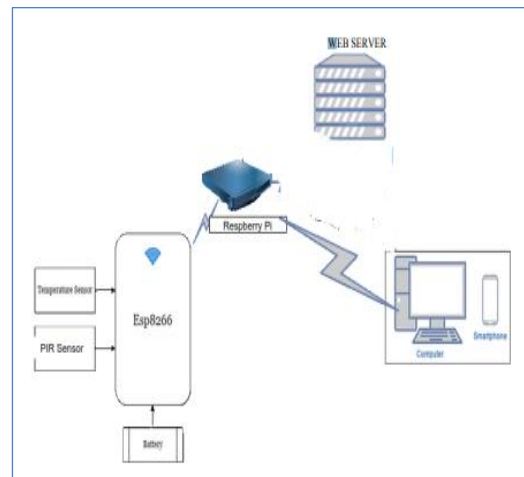 WEB SERVER
Respberry Pi
Temperature Sensor
Esp8266
PIR Sensor
Computer
Smartphone
Battery